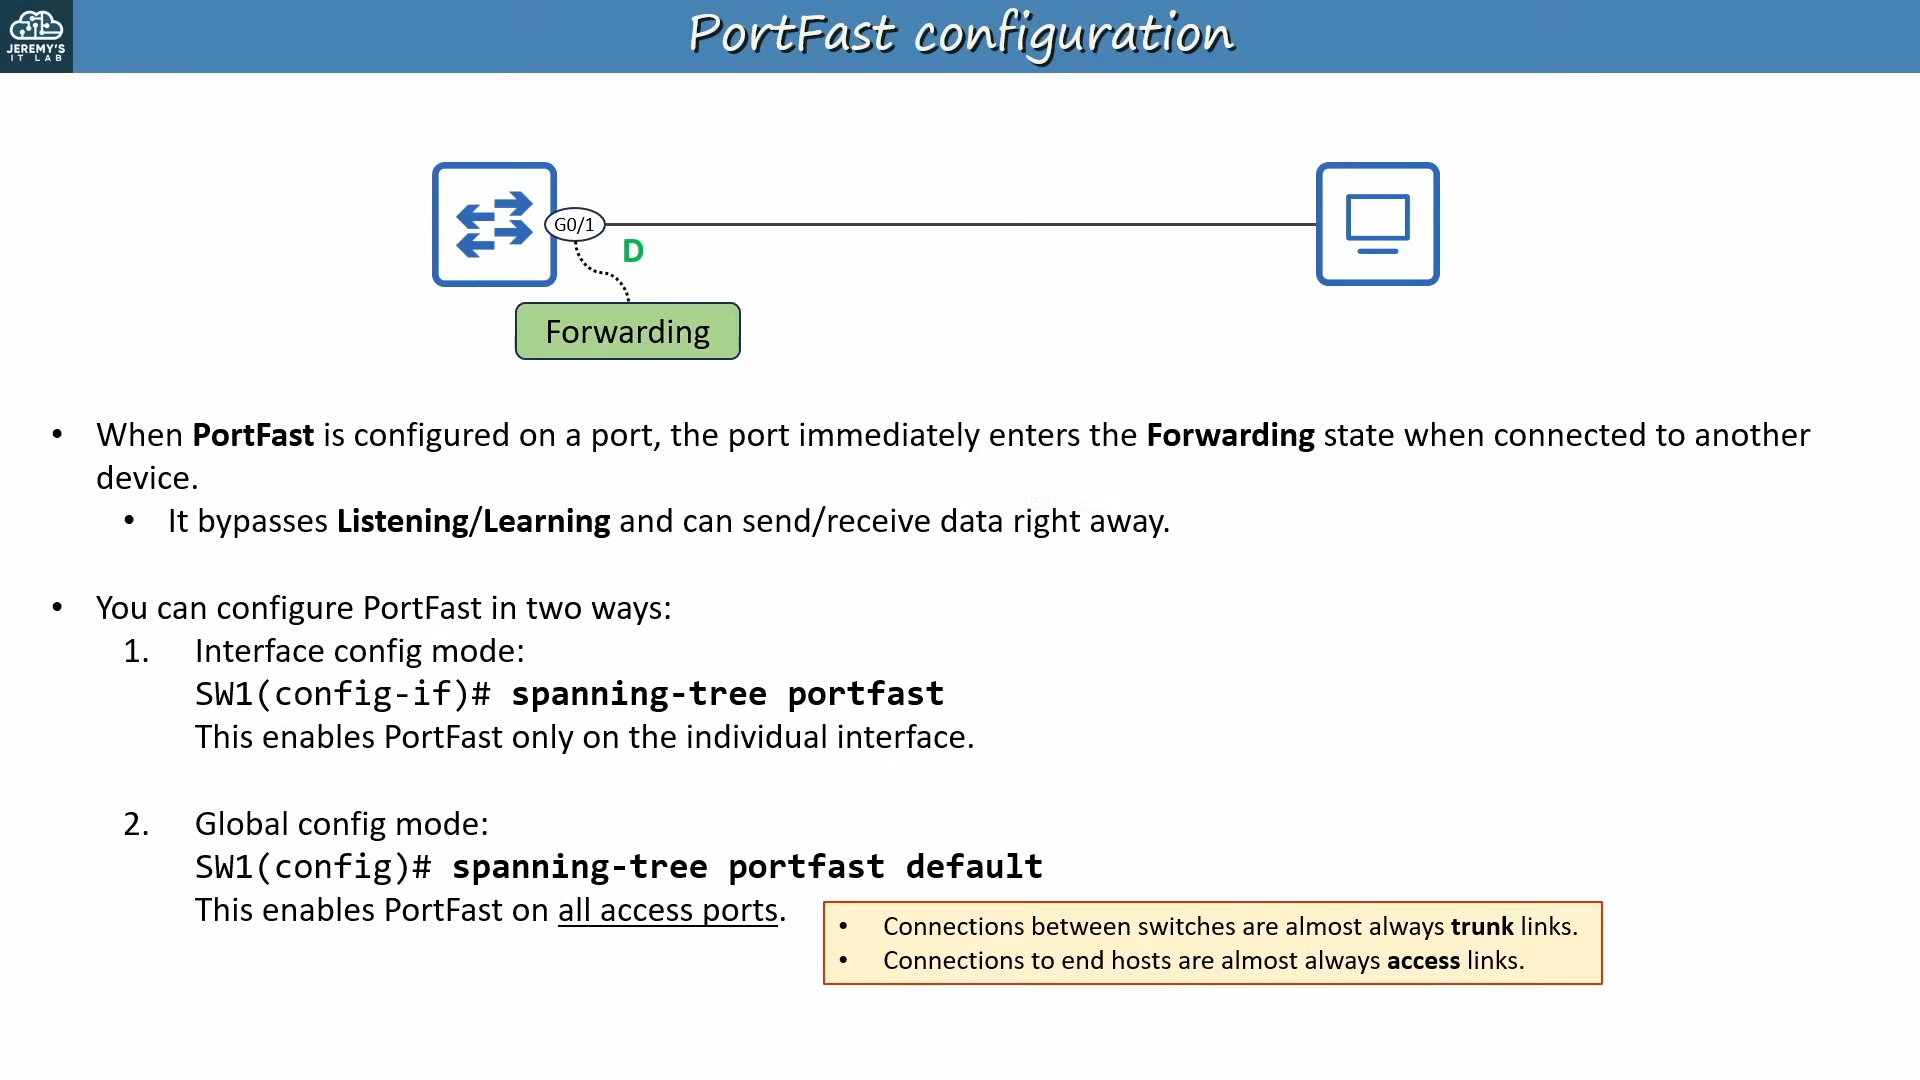 JEREMY'S
IT LAB
PortFast configuration
G0/1
D
Forwarding
• When PortFast is configured on a port, the port immediately enters the Forwarding state when connected to another
device.
• It bypasses Listening/Learning and can send/receive data right away.
• You can configure PortFast in two ways:
1. Interface config mode:
SW1(config-if)# spanning-tree portfast
This enables PortFast only on the individual interface.
2. Global config mode:
SW1(config)# spanning-tree portfast default
This enables PortFast on all access ports.
• Connections between switches are almost always trunk links.
• Connections to end hosts are almost always access links.